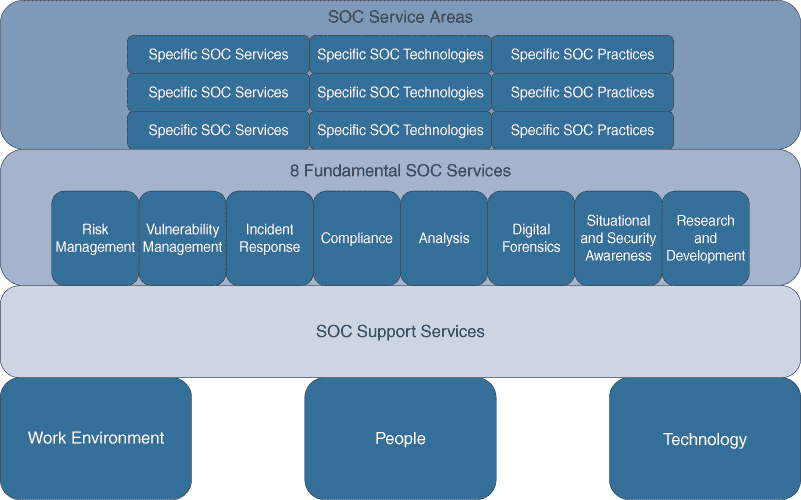 SOC Service Areas
Specific SOC Services
Specific SOC Technologies
Specific SOC Practices
Specific SOC Services
Specific SOC Technologies
Specific SOC Practices
Specific SOC Services
Specific SOC Technologies
Specific SOC Practices
8 Fundamental SOC Services
Risk
Management
Vulnerability
Management
Incident
Response
Compliance
Analysis
Digital
Forensics
Situational
and Security
Awareness
Research
and
Development
SOC Support Services
Work Environment
People
Technology